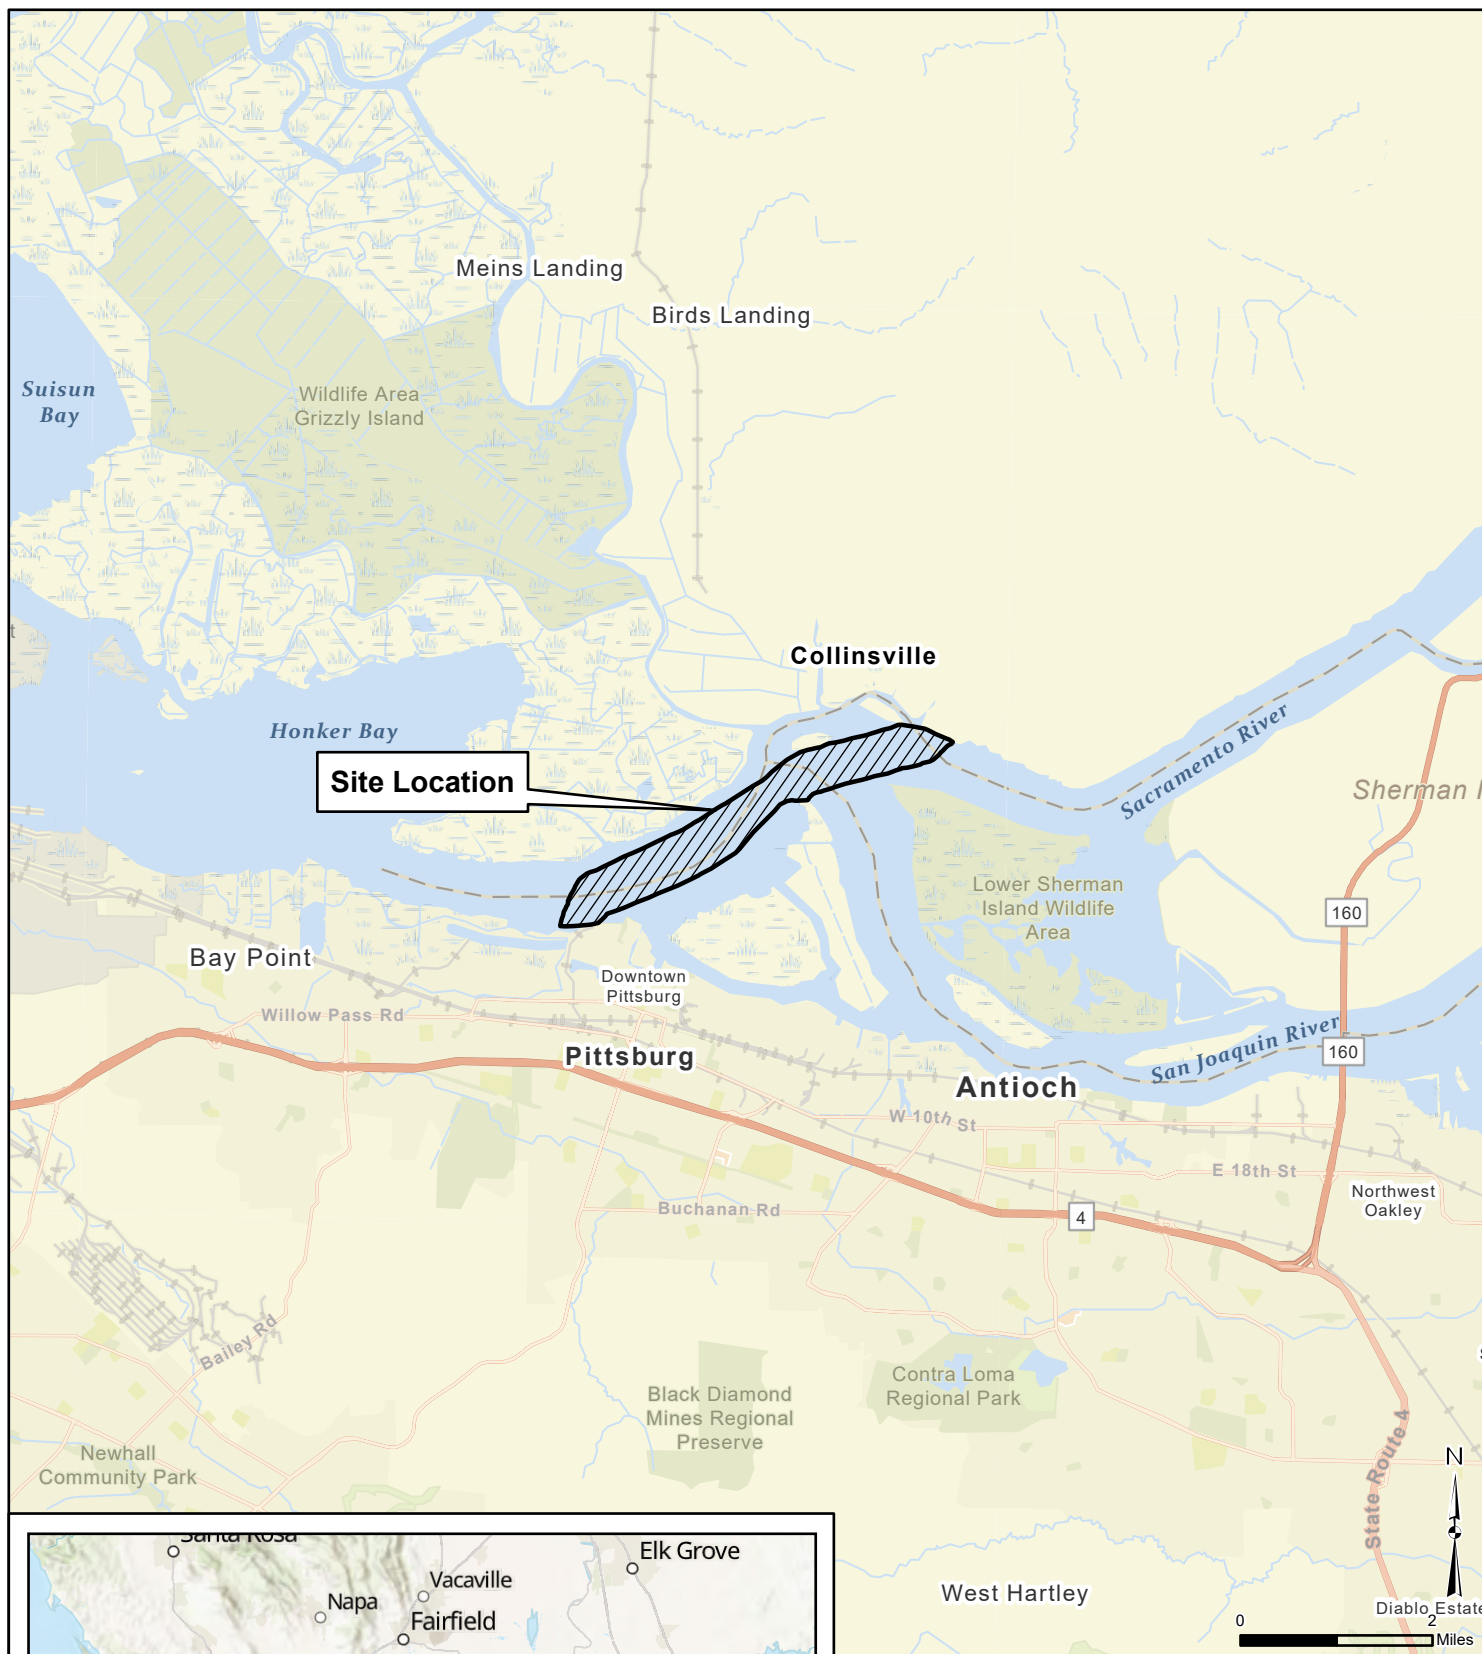 Meins Landing
Birds Landing
Suisun
Bay
Wildlife Area
Grizzly Island
Collinsville
Honker Bay
Site Location
Sacramento River
Sherman
Lower Sherman
Island Wildlife
Area
160
Bay Point
Downtown
Pittsburg
Willow Pass Rd
Pittsburg
San Joaquin River
160
Antioch
W 10th St
E 18th St
Northwest
Oakley
Buchanan Rd
4
Bailey Rd
Contra Loma
Regional Park
Black Diamond
Mines Regional
Preserve
State Route 4
Newhall
Community Park
N
Santa Rosa
Elk Grove
Vacaville
Napa
Fairfield
West Hartley
Diablo Estate
0
2
Miles